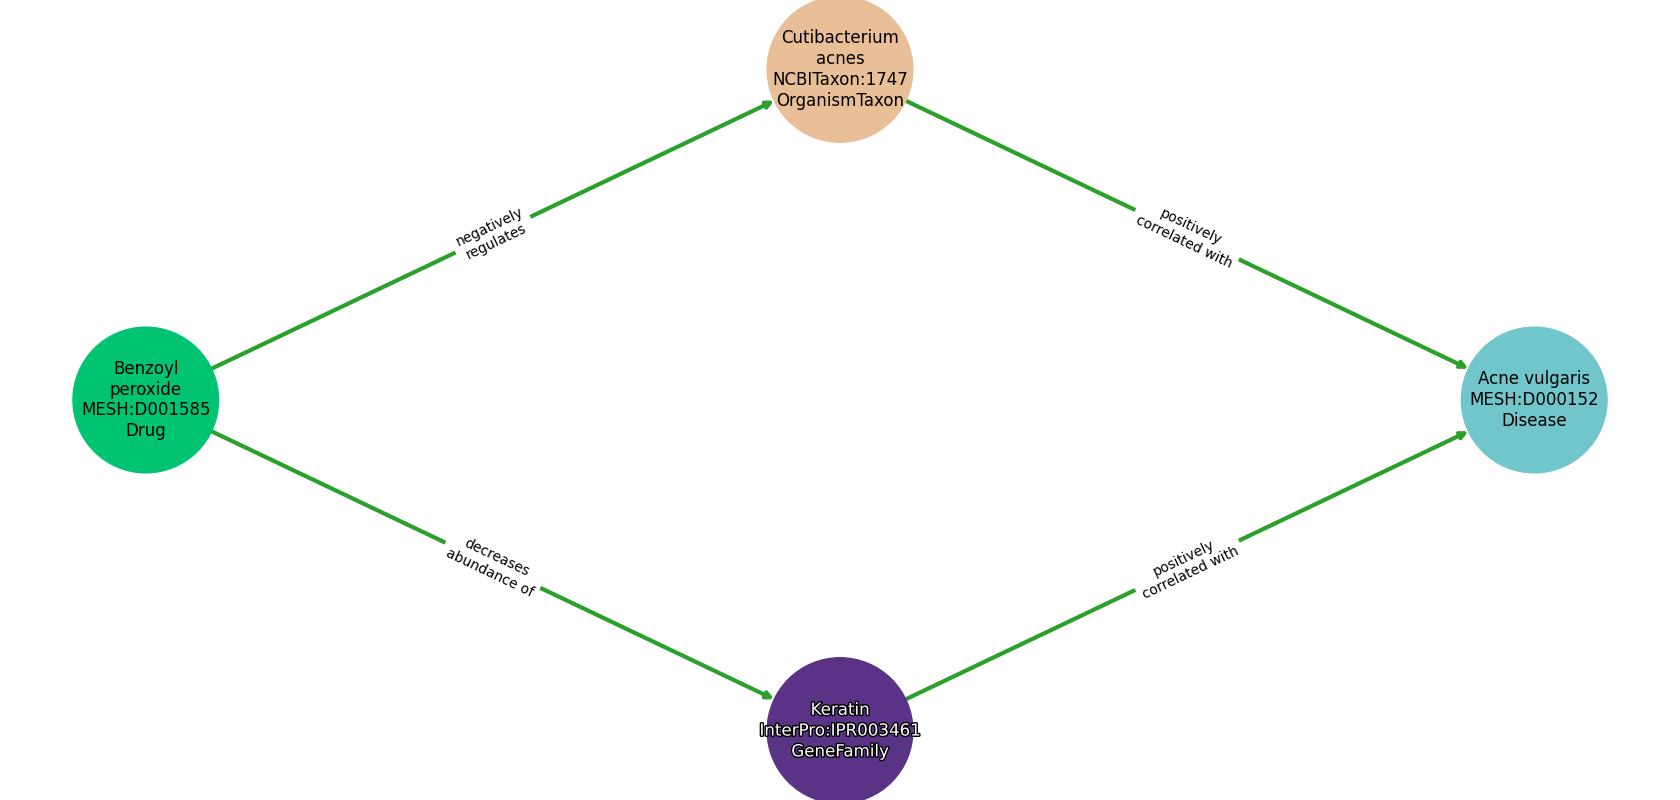 Cutibacterium
acnes
NCBITaxon:1747
OrganismTaxon
negatively
regulates
positively
correlated with
Benzoyl
peroxide
MESH:D001585
Drug
Acne vulgaris
MESH:D000152
Disease
decreases
abundance of
positively
correlated with
Keratin
InterPro:IPR003461
GeneFamily